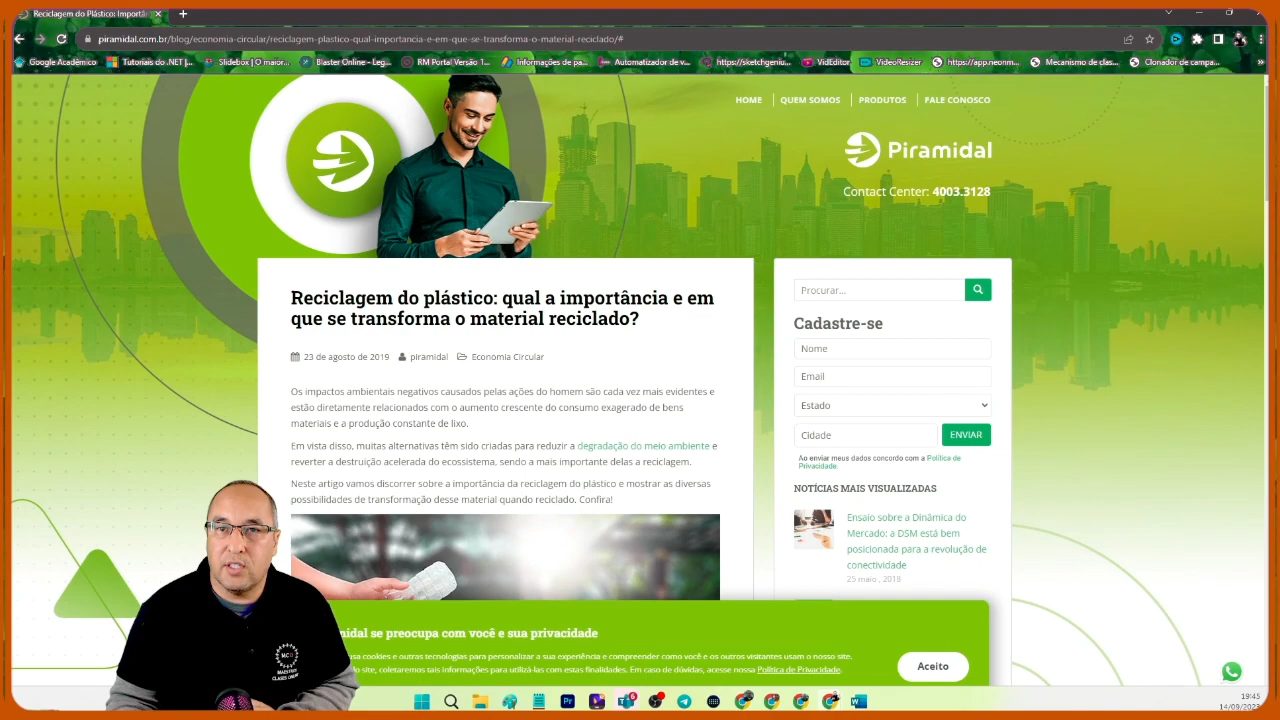 Reciclagem do Plástico: Importân
piramidal.com.br/blog/economia-circular/reciclagem-plastico-qual-importancia-e-em-que-se-transforma-o-material-reciclado/#
Google Acadêmico
Tutoriais do .NET |...
Slidebox | O maior...
Blaster Online – Leg...
RM Portal Versão 1...
Informações de pa...
Automatizador de v...
https://sketchgeniu...
VidEditor
VideoResizer
https://app.neonm...
Mecanismo de clas...
Clonador de campa...
HOME
QUEM SOMOS
PRODUTOS
FALE CONOSCO
Piramidal
Contact Center: 4003.3128
Reciclagem do plástico: qual a importância e em
que se transforma o material reciclado?
23 de agosto de 2019
piramidal
Economia Circular
Os impactos ambientais negativos causados pelas ações do homem são cada vez mais evidentes e
estão diretamente relacionados com o aumento crescente do consumo exagerado de bens
materiais e a produção constante de lixo.
Em vista disso, muitas alternativas têm sido criadas para reduzir a degradação do meio ambiente e
reverter a destruição acelerada do ecossistema, sendo a mais importante delas a reciclagem.
Neste artigo vamos discorrer sobre a importância da reciclagem do plástico e mostrar as diversas
possibilidades de transformação desse material quando reciclado. Confira!
Procurar...
Cadastre-se
Nome
Email
Estado
Cidade
ENVIAR
Ao enviar meus dados concordo com a Política de
Privacidade.
NOTÍCIAS MAIS VISUALIZADAS
Ensaio sobre a Dinâmica do
Mercado: a DSM está bem
posicionada para a revolução de
conectividade
25 maio , 2018
midal se preocupa com você e sua privacidade
usa cookies e outras tecnologias para personalizar a sua experiência e compreender como você e os outros visitantes usam o nosso site.
o site, coletaremos tais informações para utilizá-las com estas finalidades. Em caso de dúvidas, acesse nossa Política de Privacidade.
Aceito
MCO
19:45
14/09/2023